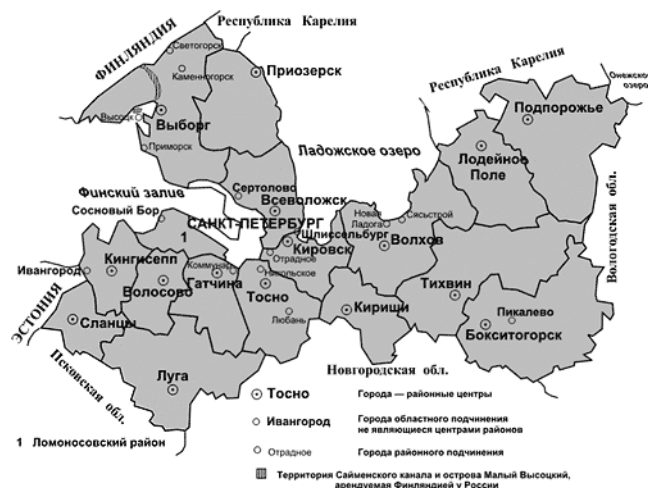 Республика Карелия
ФИНЛЯНДИЯ
Светогорск
Каменногорск
Приозерск
Республика Карелия
Онежское
озеро
Подпорожье
Высоцк
Выборг
Приморск
Ладожское озеро
Лодейное
Поле
Финский залив
Сертолово
Всеволожск
Сосновый Бор
САНКТ-ПЕТЕРБУРГ
Новая
Ладога
Сясьстрой
Вологодская обл.
1
Шлиссельбург
Кировск
Волхов
Отрадное
Ивангород
Кингисепп
Коммунар
Гатчина
Никольское
Волосово
Тосно
Тихвин
ЭСТОНИЯ
Сланцы
Любань
Кириши
Пикалево
Бокситогорск
Псковская обл.
Луга
Новгородская обл.
Тосно
Города — районные центры
Ивангород
Города областного подчинения
не являющиеся центрами районов
1 Ломоносовский район
Отрадное
Города районного подчинения
Территория Сайменского канала и острова Малый Высоцкий,
арендуемая Финляндией у России